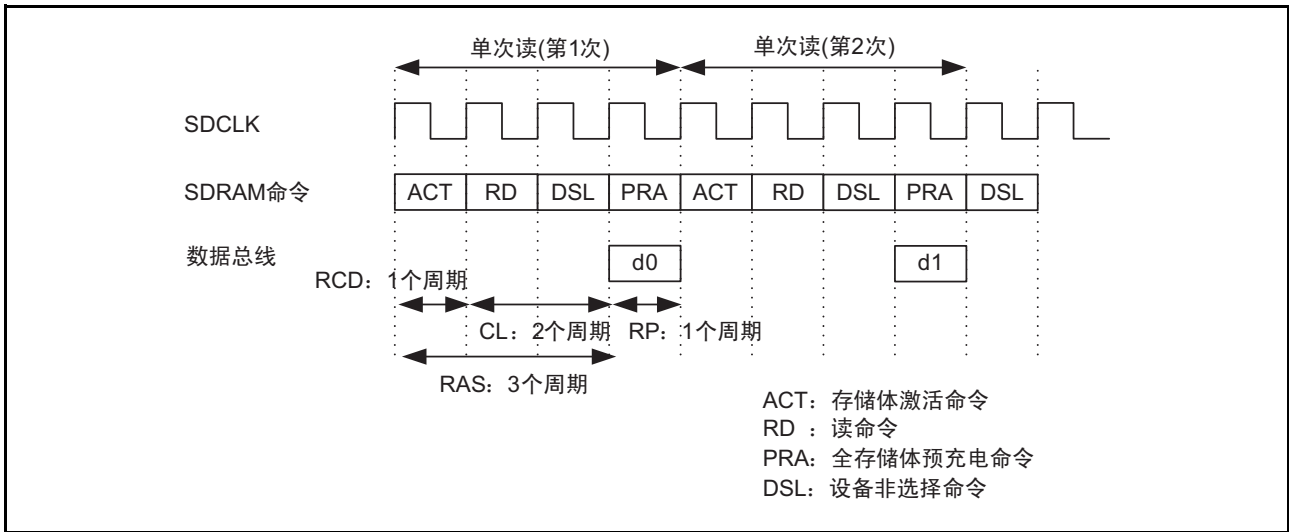 单次读(第1次) 单次读(第2次)
SDCLK
SDRAM命令 ACT RD DSL PRA ACT RD DSL PRA DSL
数据总线 d0 d1
RCD：1个周期
CL：2个周期 RP：1个周期
RAS：3个周期
ACT：存储体激活命令
RD ：读命令
PRA：全存储体预充电命令
DSL：设备非选择命令